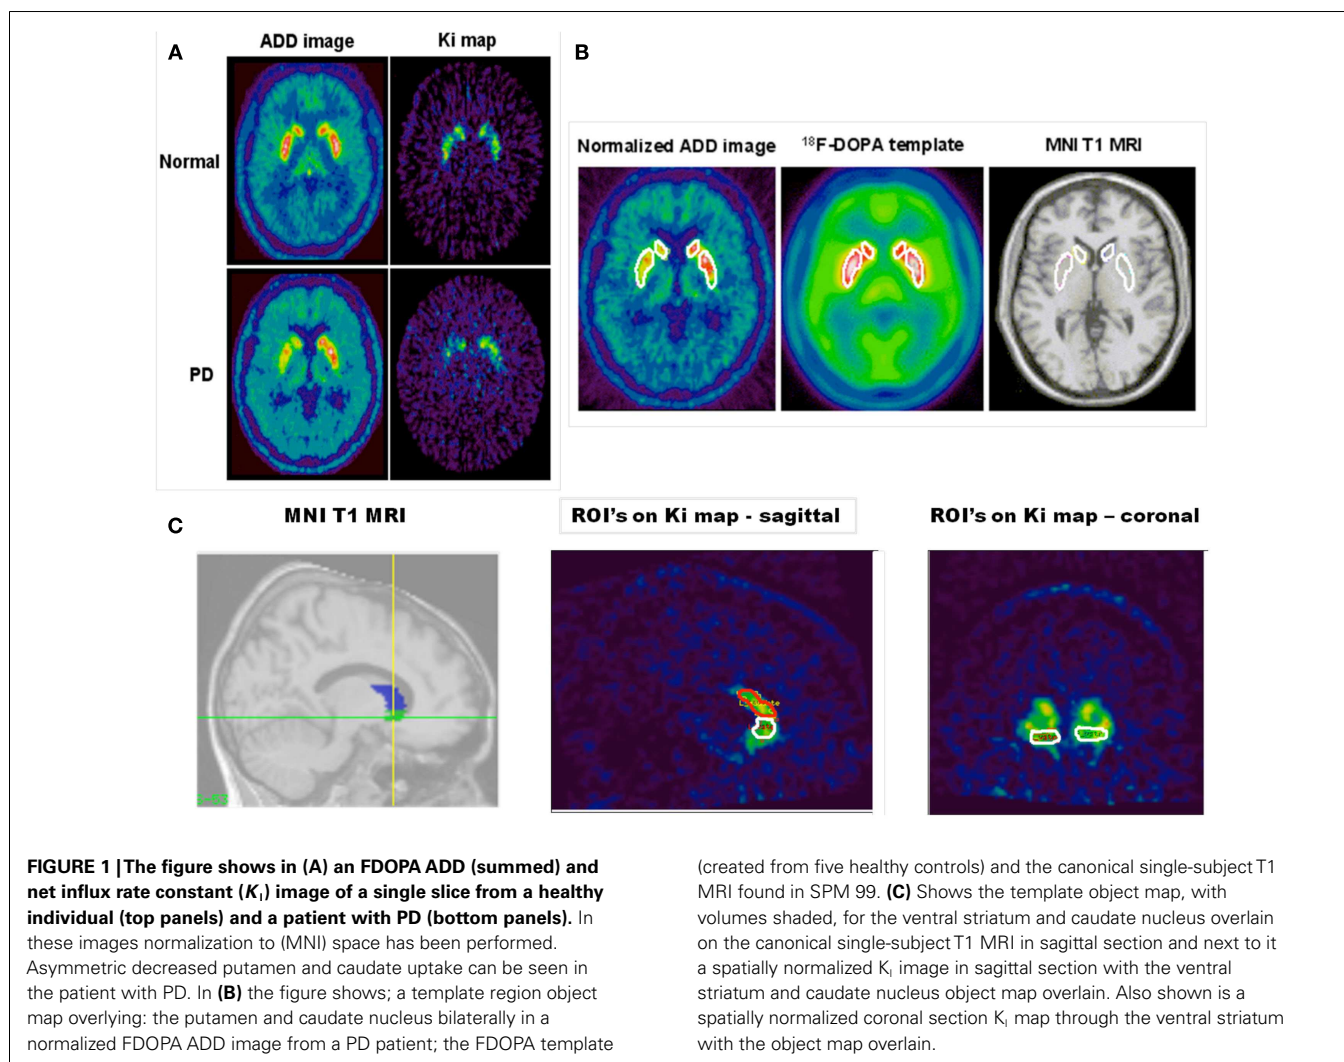 A
ADD image
Ki map
Normal
PD
B
Normalized ADD image
18F-DOPA template
MNI T1 MRI
C
MNI T1 MRI
ROI's on Ki map - sagittal
ROI's on Ki map – coronal
FIGURE 1 | The figure shows in (A) an FDOPA ADD (summed) and
net influx rate constant (KI) image of a single slice from a healthy
individual (top panels) and a patient with PD (bottom panels). In
these images normalization to (MNI) space has been performed.
Asymmetric decreased putamen and caudate uptake can be seen in
the patient with PD. In (B) the figure shows; a template region object
map overlying: the putamen and caudate nucleus bilaterally in a
normalized FDOPA ADD image from a PD patient; the FDOPA template
(created from five healthy controls) and the canonical single-subject T1
MRI found in SPM 99. (C) Shows the template object map, with
volumes shaded, for the ventral striatum and caudate nucleus overlain
on the canonical single-subject T1 MRI in sagittal section and next to it
a spatially normalized KI image in sagittal section with the ventral
striatum and caudate nucleus object map overlain. Also shown is a
spatially normalized coronal section KI map through the ventral striatum
with the object map overlain.